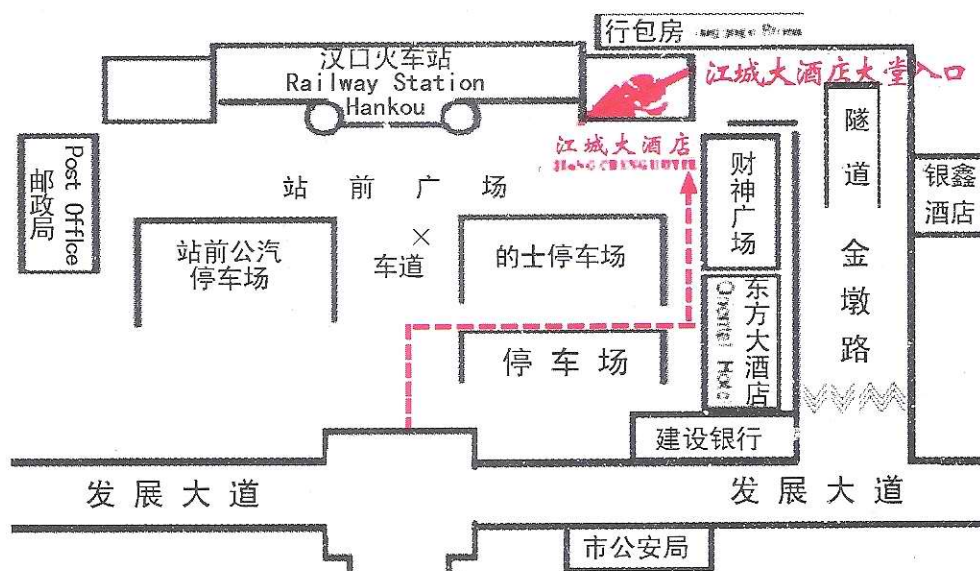 行包房
汉口火车站
Railway Station
Hankou
江城大酒店大堂入口
江城大酒店
隧道
Post Office
邮政局
财神广场
银鑫
酒店
站前广场
站前公汽
停车场
车道
的士停车场
金墩路
东方大酒店
停车场
建设银行
发展大道
发展大道
市公安局